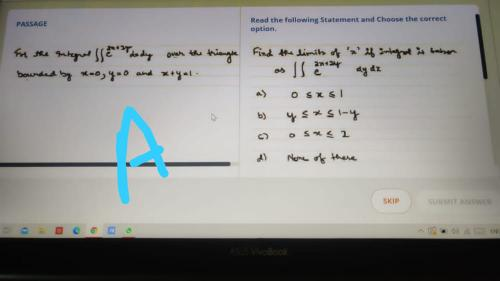 PASSAGE
For the integral ∬ e^{2x+3y} dxdy over the triangle
bounded by x=0, y=0 and x+y=1.
A
Read the following Statement and Choose the correct
option.
Find the limits of 'x' if integral is taken
as ∬ e^{2x+3y} dy dx
a) 0 ≤ x ≤ 1
b) y ≤ x ≤ 1-y
c) 0 ≤ x ≤ 2
d) None of these
SKIP
SUBMIT ANSWER
ENG
ASUS VivoBook